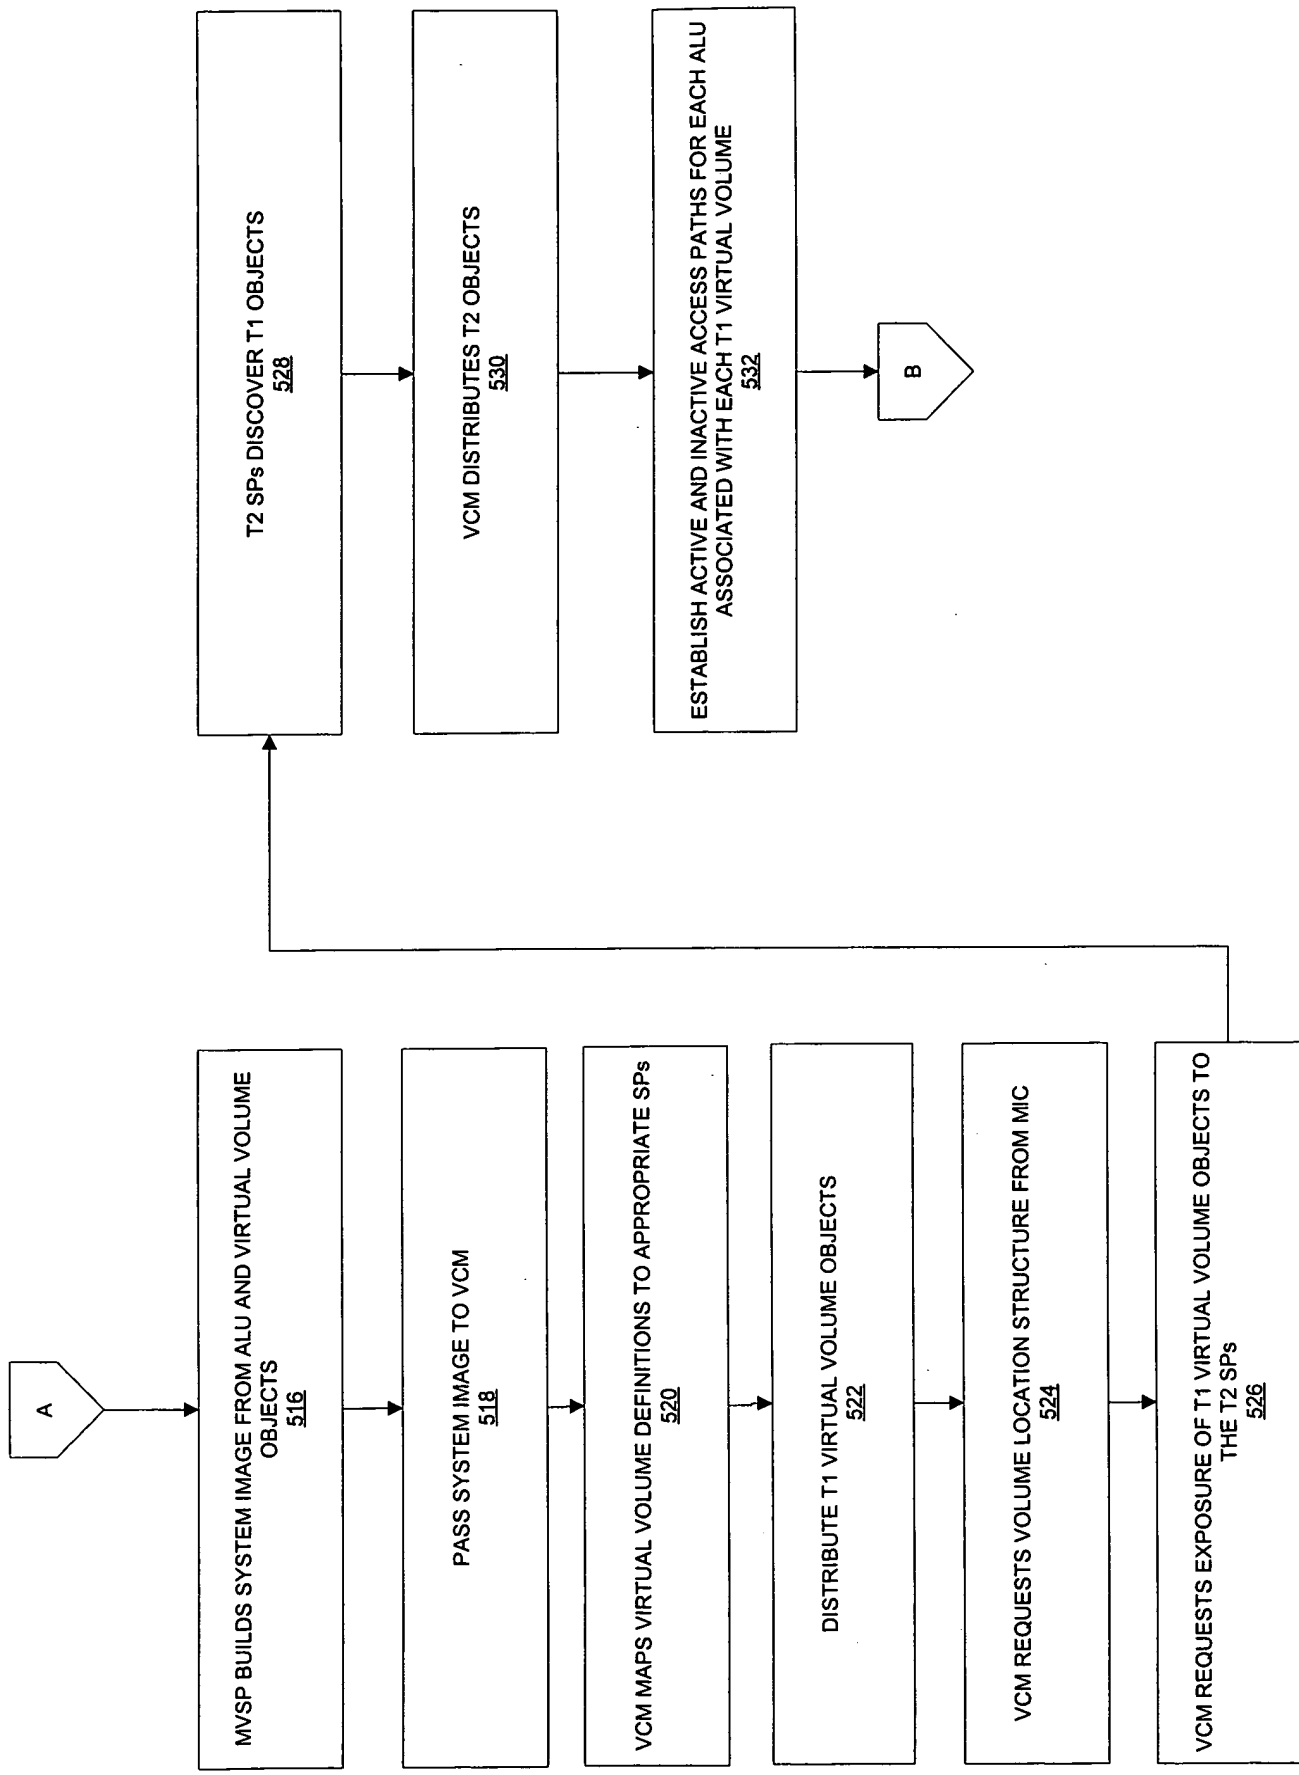 A
MVSP BUILDS SYSTEM IMAGE FROM ALU AND VIRTUAL VOLUME
OBJECTS
516
PASS SYSTEM IMAGE TO VCM
518
VCM MAPS VIRTUAL VOLUME DEFINITIONS TO APPROPRIATE SPs
520
DISTRIBUTE T1 VIRTUAL VOLUME OBJECTS
522
VCM REQUESTS VOLUME LOCATION STRUCTURE FROM MIC
524
VCM REQUESTS EXPOSURE OF T1 VIRTUAL VOLUME OBJECTS TO
THE T2 SPs
526
T2 SPs DISCOVER T1 OBJECTS
528
VCM DISTRIBUTES T2 OBJECTS
530
ESTABLISH ACTIVE AND INACTIVE ACCESS PATHS FOR EACH ALU
ASSOCIATED WITH EACH T1 VIRTUAL VOLUME
532
B